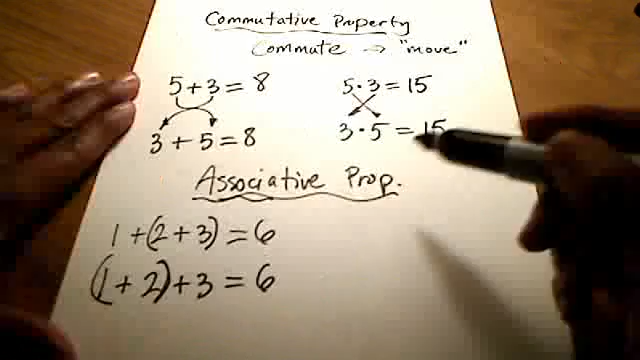 Commutative Property
Commute → "move"
5+3=8 5·3=15
3+5=8 3·5=15
Associative Prop.
1+(2+3)=6
(1+2)+3=6